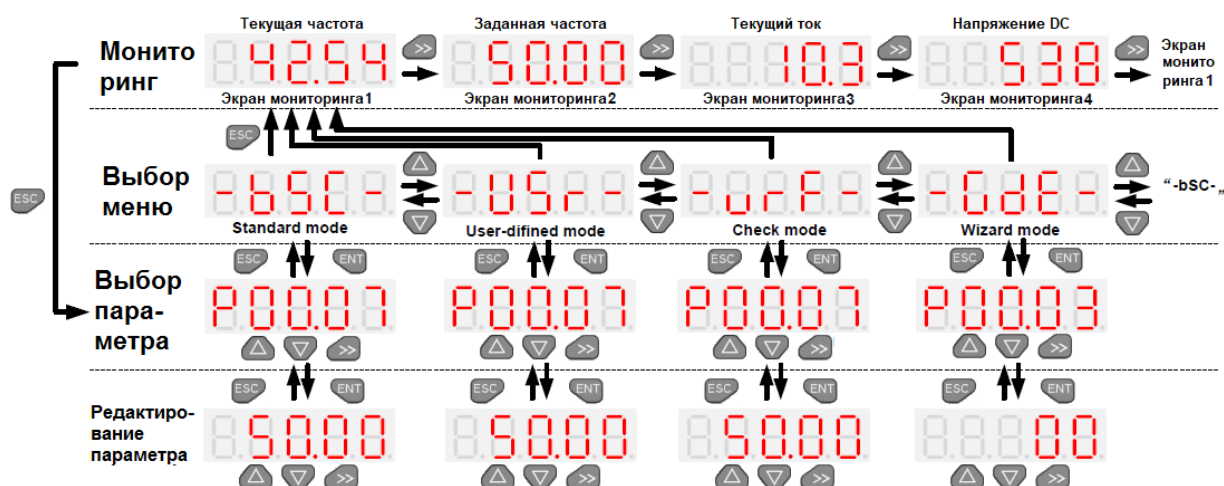 Текущая частота Заданная частота Текущий ток Напряжение DC
Монито
ринг
42.54 >> 50.00 >> 10.3 >> 538 >>
Экран
монито
ринга 1
Экран мониторинга1 Экран мониторинга2 Экран мониторинга3 Экран мониторинга4
ESC
ESC
Выбор
меню
-bSC- -USr- -vrF- -GdE- “-bSC-„
Standard mode User-difined mode Check mode Wizard mode
ESC ENT ESC ENT ESC ENT ESC ENT
Выбор
пара-
метра
P00.07 P00.07 P00.07 P00.03
>> >> >> >>
ESC ENT ESC ENT ESC ENT ESC ENT
Редактиро-
вание
параметра
50.00 50.00 50.00 00
>> >> >> >>